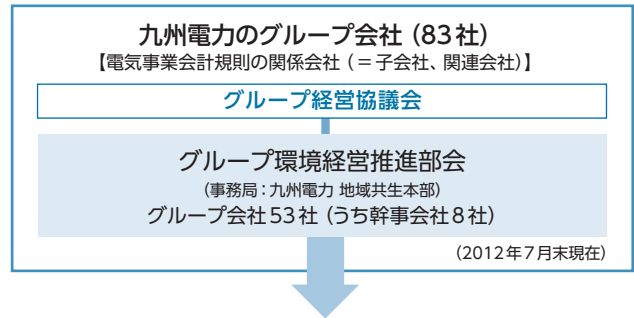 九州電力のグループ会社（83社）
【電気事業会計規則の関係会社（＝子会社、関連会社）】
グループ経営協議会
グループ環境経営推進部会
（事務局：九州電力 地域共生本部）
グループ会社53社（うち幹事会社8社）
（2012年7月末現在）